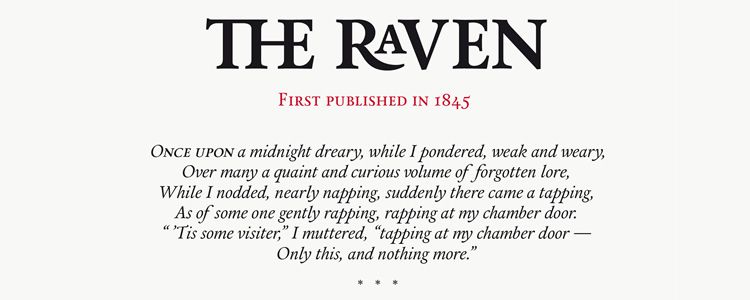 THE RAVEN
FIRST PUBLISHED IN 1845
ONCE UPON a midnight dreary, while I pondered, weak and weary,
Over many a quaint and curious volume of forgotten lore,
While I nodded, nearly napping, suddenly there came a tapping,
As of some one gently rapping, rapping at my chamber door.
“ ’Tis some visiter,” I muttered, “tapping at my chamber door —
Only this, and nothing more.”
* * *